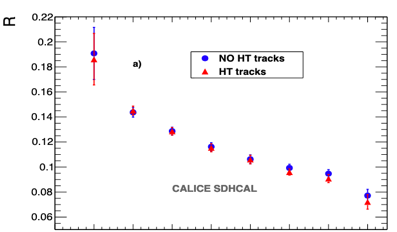 R
0.22
0.2
0.18
0.16
0.14
0.12
0.1
0.08
0.06
a)
NO HT tracks
HT tracks
CALICE SDHCAL